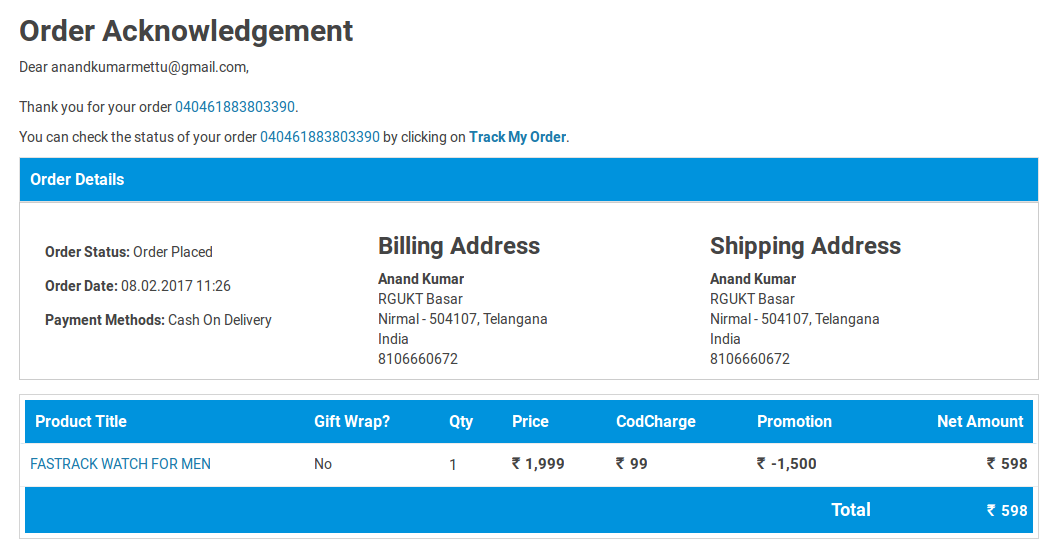 Order Acknowledgement
Dear anandkumarmettu@gmail.com,
Thank you for your order 040461883803390.
You can check the status of your order 040461883803390 by clicking on Track My Order.
Order Details
Order Status: Order Placed
Order Date: 08.02.2017 11:26
Payment Methods: Cash On Delivery
Billing Address
Anand Kumar
RGUKT Basar
Nirmal - 504107, Telangana
India
8106660672
Shipping Address
Anand Kumar
RGUKT Basar
Nirmal - 504107, Telangana
India
8106660672
Product Title Gift Wrap? Qty Price CodCharge Promotion Net Amount
FASTRACK WATCH FOR MEN No 1 ₹ 1,999 ₹ 99 ₹ -1,500 ₹ 598
Total ₹ 598